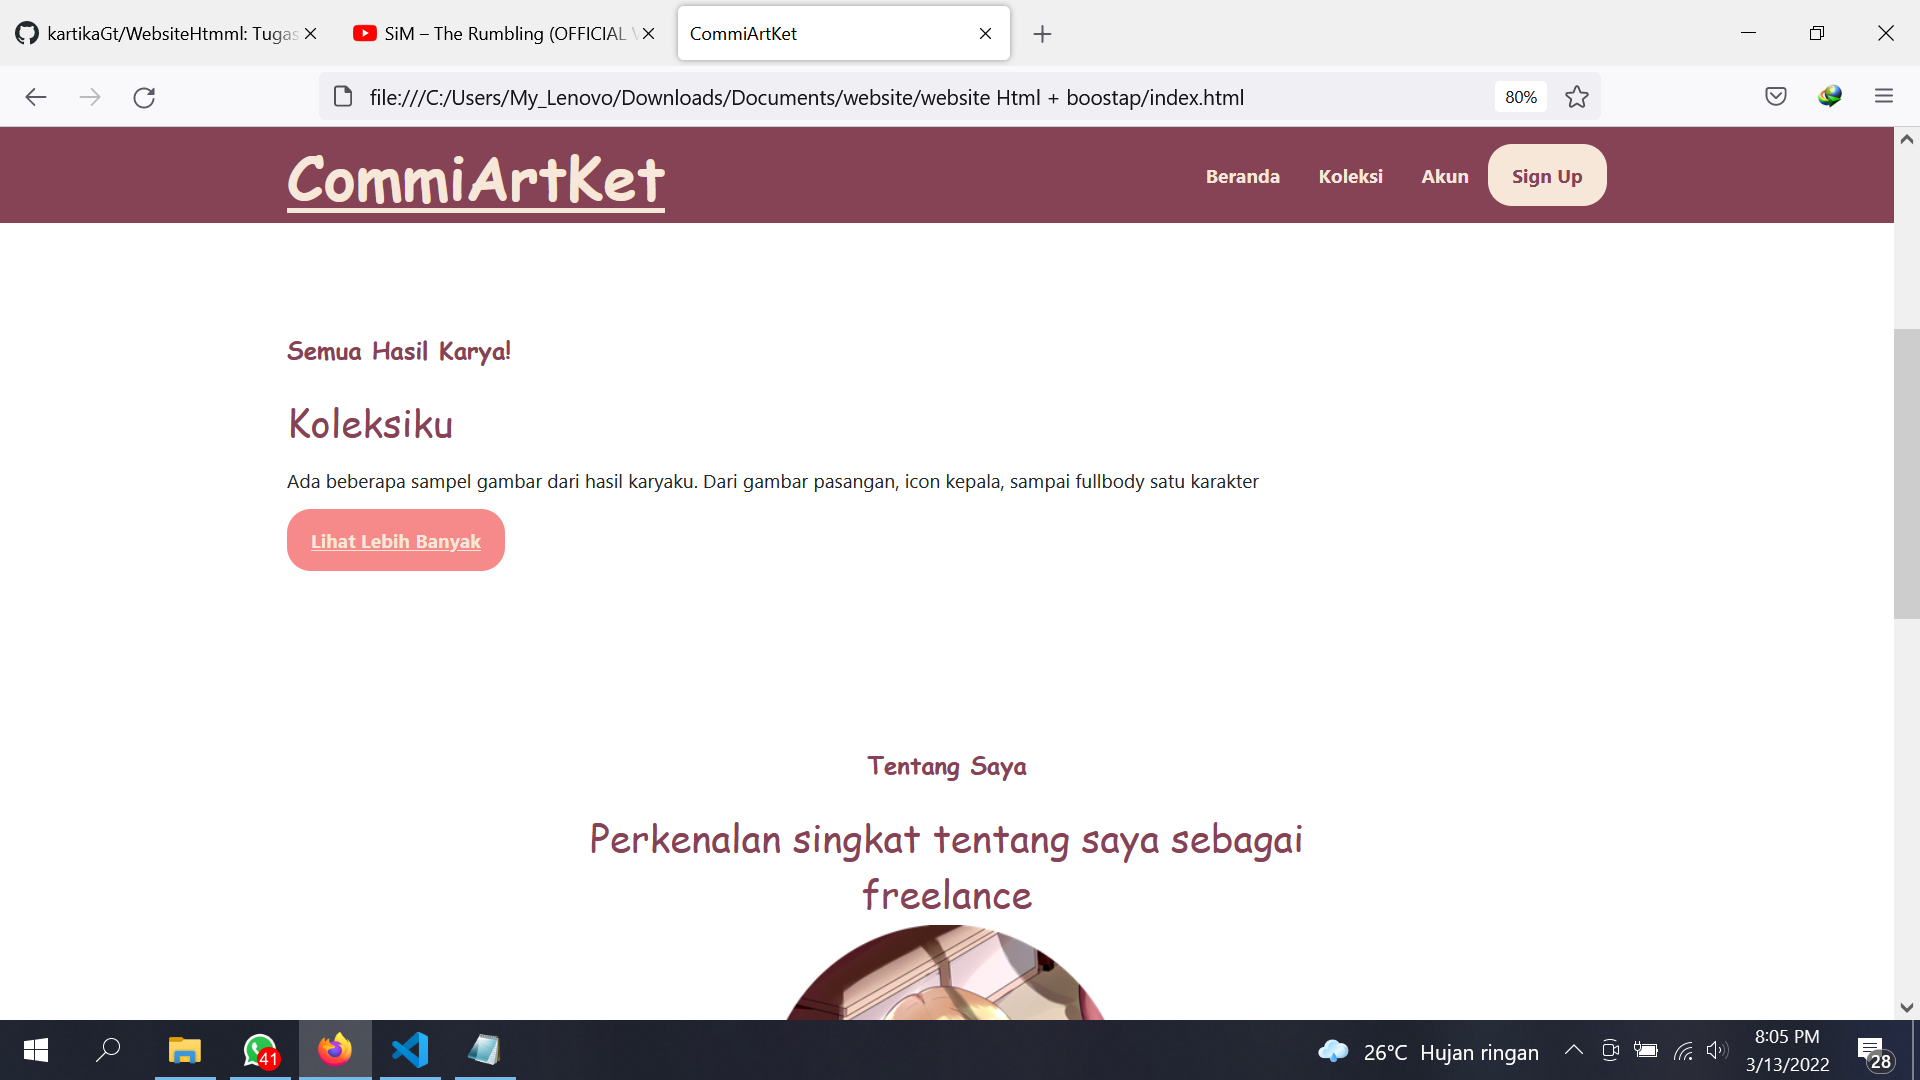 kartikaGt/WebsiteHtmml: Tugas
SiM – The Rumbling (OFFICIAL
CommiArtKet
file:///C:/Users/My_Lenovo/Downloads/Documents/website/website Html + boostap/index.html
80%
CommiArtKet
Beranda
Koleksi
Akun
Sign Up
Semua Hasil Karya!
Koleksiku
Ada beberapa sampel gambar dari hasil karyaku. Dari gambar pasangan, icon kepala, sampai fullbody satu karakter
Lihat Lebih Banyak
Tentang Saya
Perkenalan singkat tentang saya sebagai
freelance
41
26°C Hujan ringan
8:05 PM
3/13/2022
28